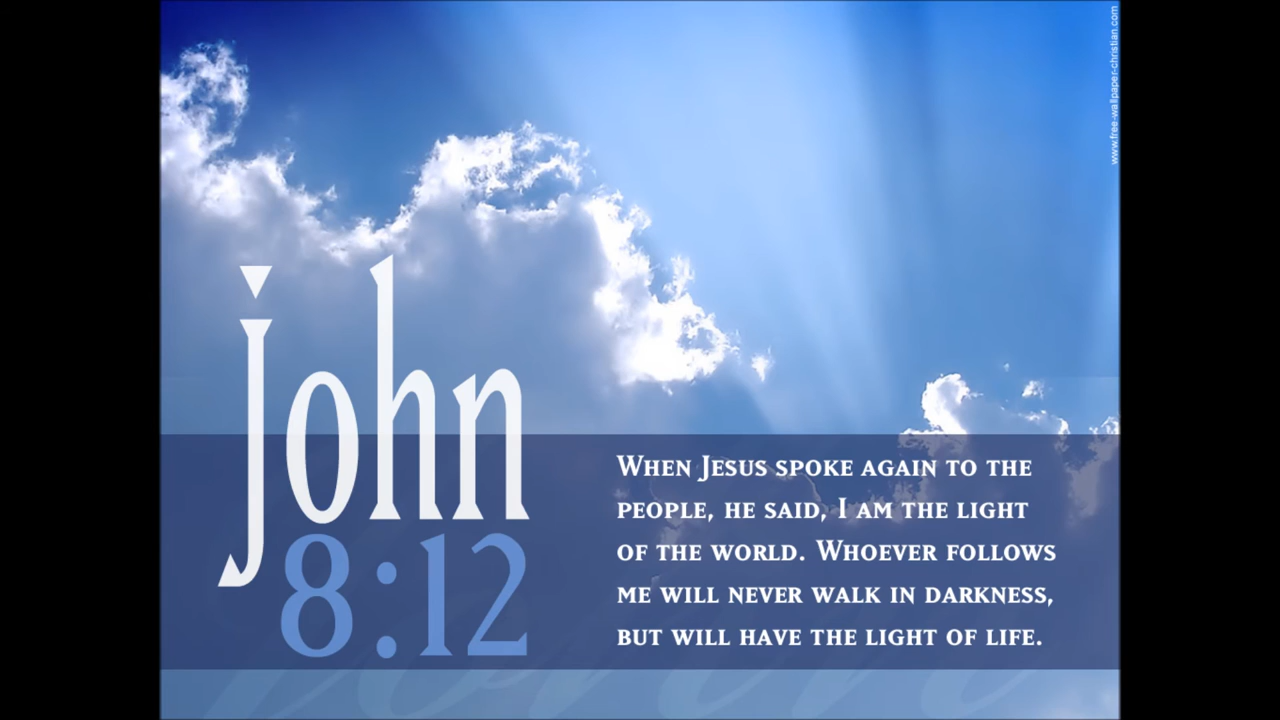 www.free-wallpaper-christian.com
john
8:12
When Jesus spoke again to the
people, he said, I am the light
of the world. Whoever follows
me will never walk in darkness,
but will have the light of life.